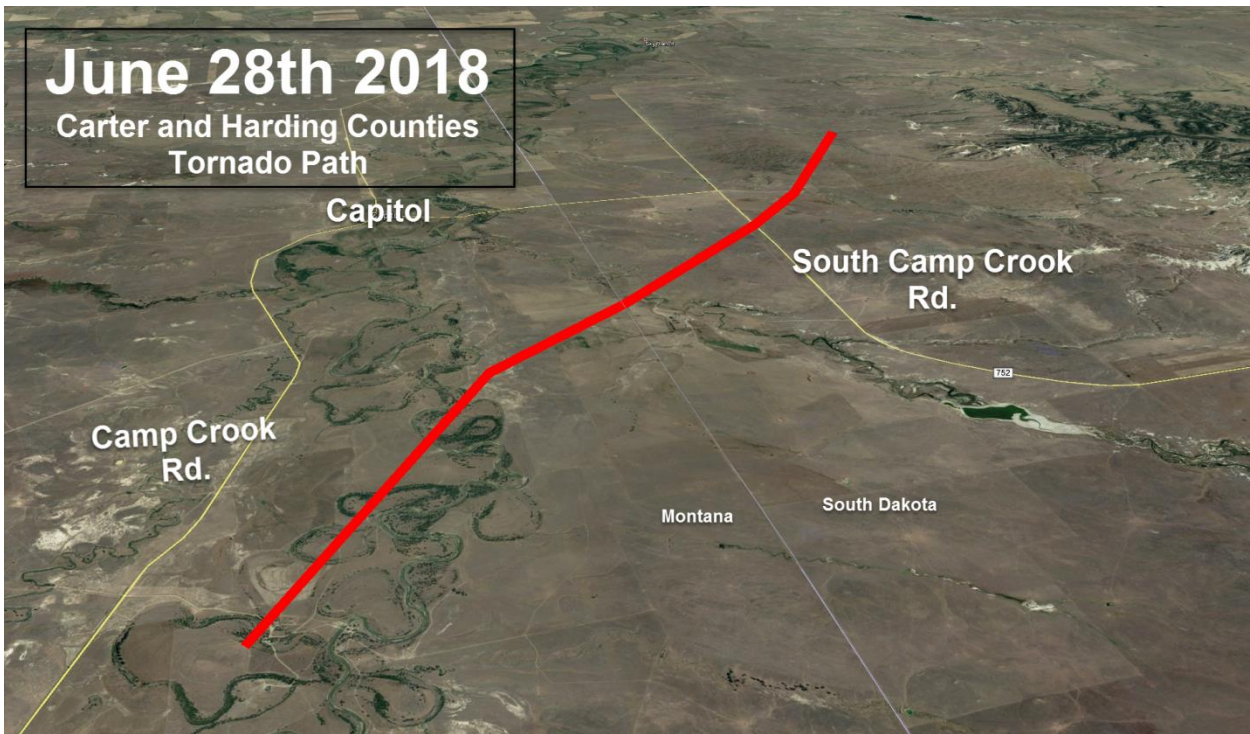 June 28th 2018
Carter and Harding Counties
Tornado Path
Capitol
South Camp Crook
Rd.
752
Camp Crook
Rd.
Montana
South Dakota